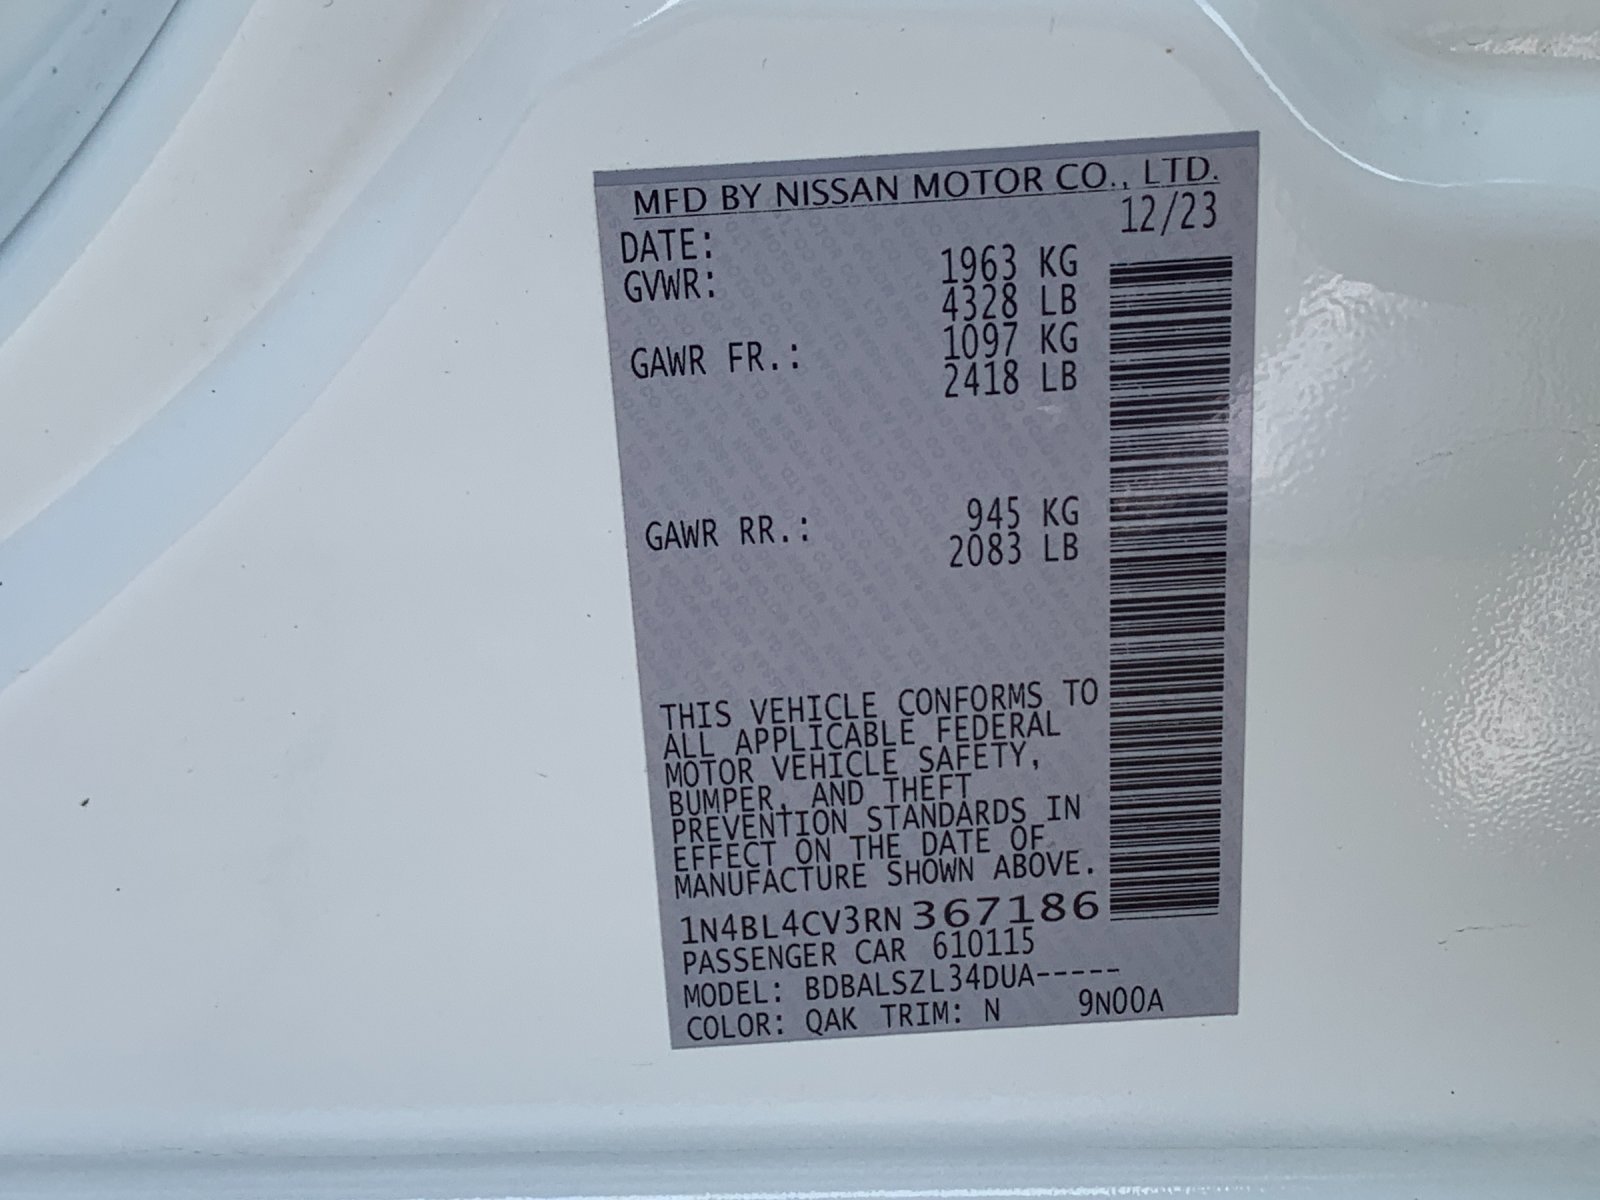 MFD BY NISSAN MOTOR CO., LTD.
DATE: 12/23
GVWR: 1963 KG
4328 LB
GAWR FR.: 1097 KG
2418 LB
GAWR RR.: 945 KG
2083 LB
THIS VEHICLE CONFORMS TO
ALL APPLICABLE FEDERAL
MOTOR VEHICLE SAFETY,
BUMPER, AND THEFT
PREVENTION STANDARDS IN
EFFECT ON THE DATE OF
MANUFACTURE SHOWN ABOVE.
1N4BL4CV3RN367186
PASSENGER CAR 610115
MODEL: BDBALSZL34DUA-----
COLOR: QAK TRIM: N 9N00A